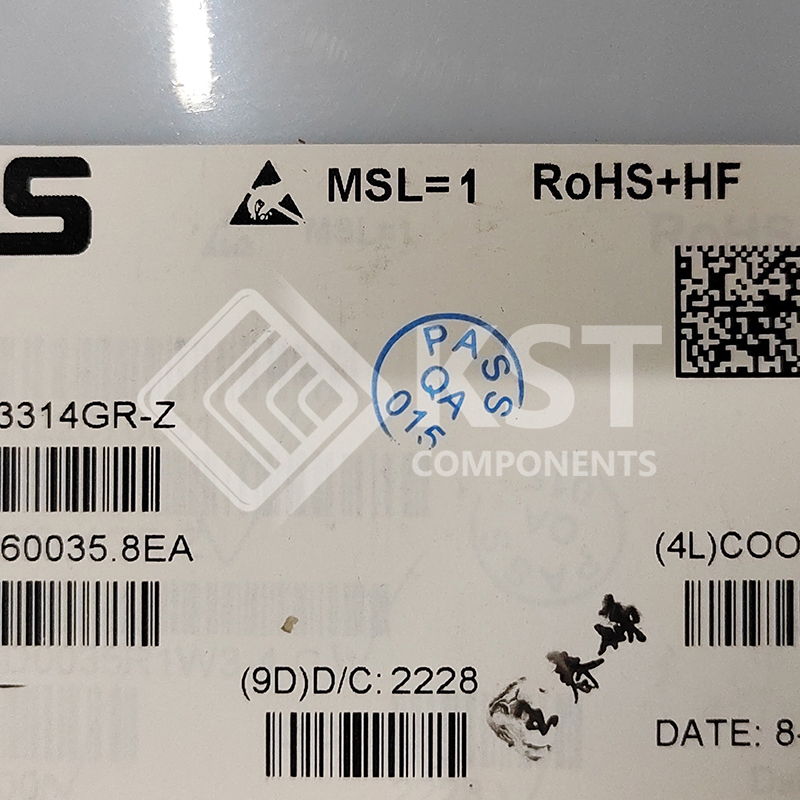 S
MSL=1 RoHS+HF
PASS
QA
015
KST
COMPONENTS
3314GR-Z
60035.8EA
(4L)COO
(9D)D/C: 2228
DATE: 8-